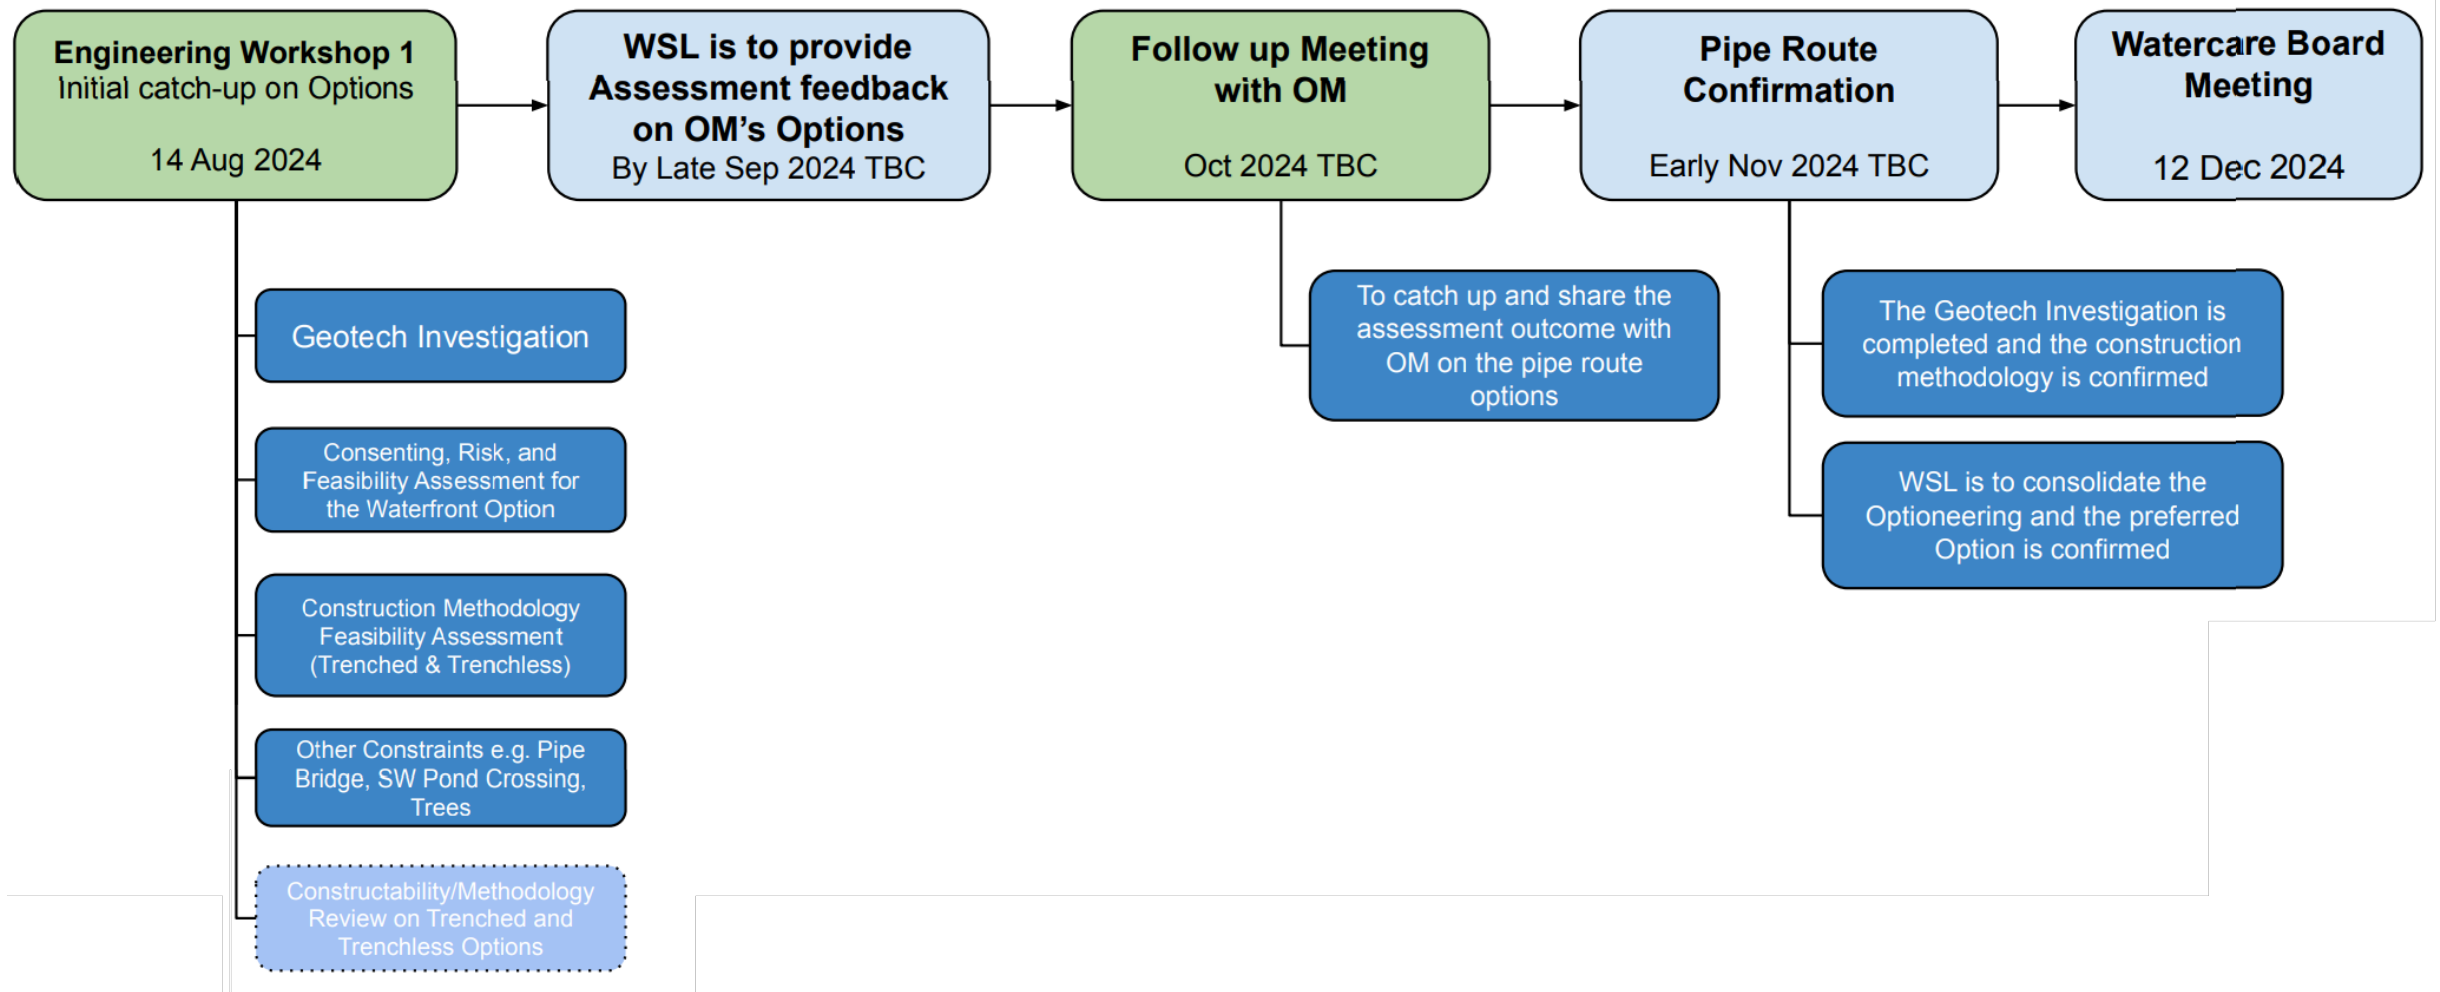 Engineering Workshop 1
Initial catch-up on Options
14 Aug 2024
WSL is to provide
Assessment feedback
on OM's Options
By Late Sep 2024 TBC
Follow up Meeting
with OM
Oct 2024 TBC
Pipe Route
Confirmation
Early Nov 2024 TBC
Watercare Board
Meeting
12 Dec 2024
Geotech Investigation
Consenting, Risk, and
Feasibility Assessment for
the Waterfront Option
Construction Methodology
Feasibility Assessment
(Trenched & Trenchless)
Other Constraints e.g. Pipe
Bridge, SW Pond Crossing,
Trees
Constructability/Methodology
Review on Trenched and
Trenchless Options
To catch up and share the
assessment outcome with
OM on the pipe route
options
The Geotech Investigation is
completed and the construction
methodology is confirmed
WSL is to consolidate the
Optioneering and the preferred
Option is confirmed